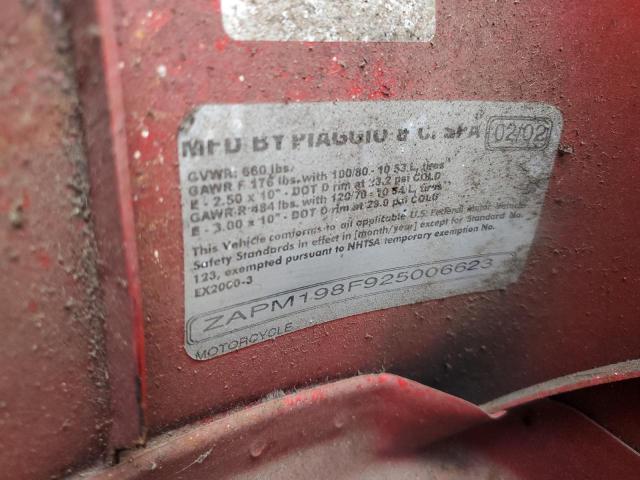 MFD BY PIAGGIO & C. SPA 02/02
GVWR: 660 lbs.
GAWR F 176 lbs. with 100/80 - 10 53 L, tires
E - 2.50 x 10" - DOT D rim at 23.2 psi COLD
GAWR-R 484 lbs. with 120/70 - 10 54 L, tires
E - 3.00 x 10" - DOT D rim at 29.0 psi COLD
This Vehicle conforms to all applicable U.S. Federal Motor Vehicle
Safety Standards in effect in [month/year] except for Standard No.
123, exempted pursuant to NHTSA temporary exemption No.
EX2000-3
ZAPM198F925006623
MOTORCYCLE